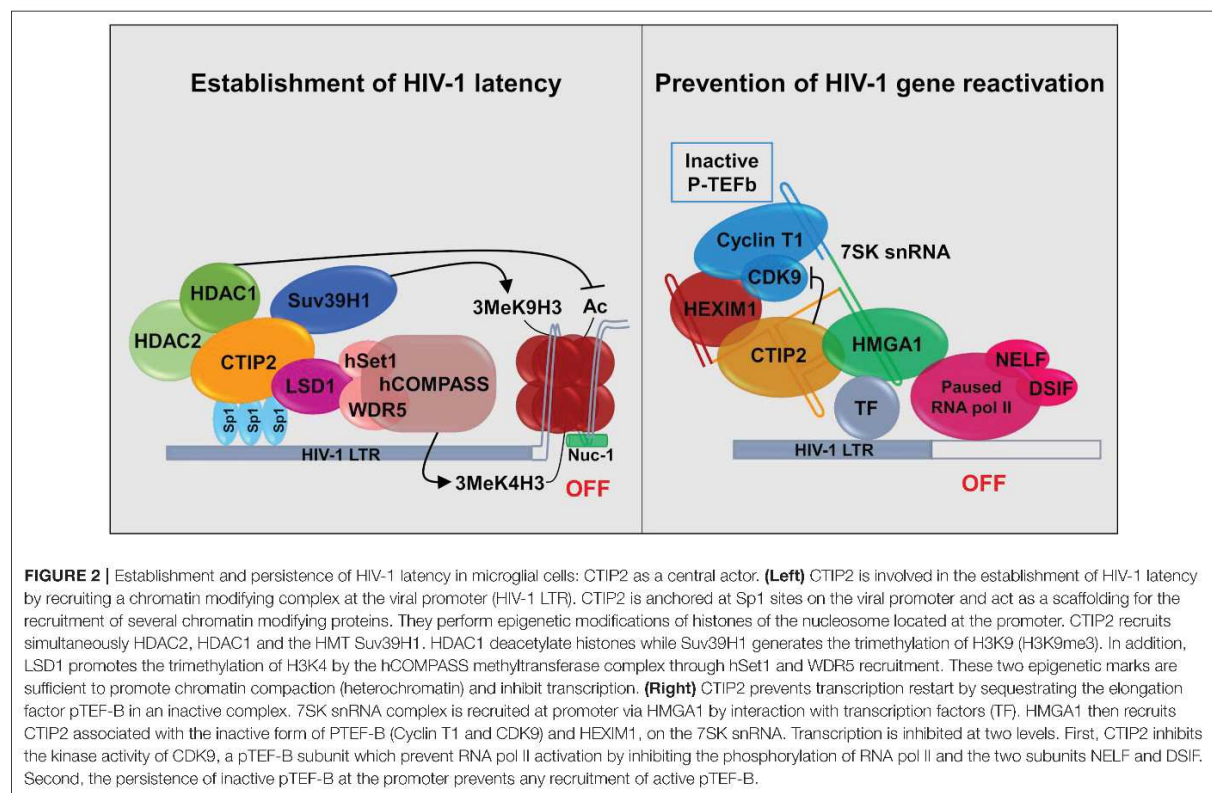 Establishment of HIV-1 latency
HDAC1
HDAC2
Suv39H1
CTIP2
LSD1
hSet1
hCOMPASS
WDR5
Sp1
Sp1
Sp1
3MeK9H3
Ac
HIV-1 LTR
Nuc-1
3MeK4H3
OFF
Prevention of HIV-1 gene reactivation
Inactive
P-TEFb
Cyclin T1
7SK snRNA
CDK9
HEXIM1
CTIP2
HMGA1
NELF
DSIF
Paused
RNA pol II
TF
HIV-1 LTR
OFF
FIGURE 2 | Establishment and persistence of HIV-1 latency in microglial cells: CTIP2 as a central actor. (Left) CTIP2 is involved in the establishment of HIV-1 latency
by recruiting a chromatin modifying complex at the viral promoter (HIV-1 LTR). CTIP2 is anchored at Sp1 sites on the viral promoter and act as a scaffolding for the
recruitment of several chromatin modifying proteins. They perform epigenetic modifications of histones of the nucleosome located at the promoter. CTIP2 recruits
simultaneously HDAC2, HDAC1 and the HMT Suv39H1. HDAC1 deacetylate histones while Suv39H1 generates the trimethylation of H3K9 (H3K9me3). In addition,
LSD1 promotes the trimethylation of H3K4 by the hCOMPASS methyltransferase complex through hSet1 and WDR5 recruitment. These two epigenetic marks are
sufficient to promote chromatin compaction (heterochromatin) and inhibit transcription. (Right) CTIP2 prevents transcription restart by sequestrating the elongation
factor pTEF-B in an inactive complex. 7SK snRNA complex is recruited at promoter via HMGA1 by interaction with transcription factors (TF). HMGA1 then recruits
CTIP2 associated with the inactive form of PTEF-B (Cyclin T1 and CDK9) and HEXIM1, on the 7SK snRNA. Transcription is inhibited at two levels. First, CTIP2 inhibits
the kinase activity of CDK9, a pTEF-B subunit which prevent RNA pol II activation by inhibiting the phosphorylation of RNA pol II and the two subunits NELF and DSIF.
Second, the persistence of inactive pTEF-B at the promoter prevents any recruitment of active pTEF-B.